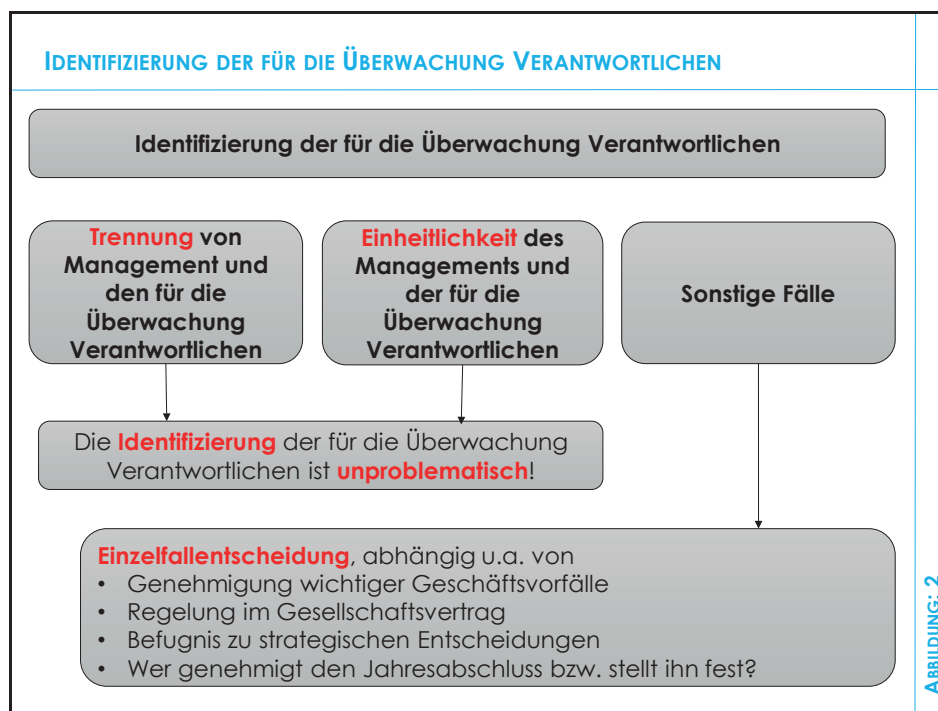 IDENTIFIZIERUNG DER FÜR DIE ÜBERWACHUNG VERANTWORTLICHEN
Identifizierung der für die Überwachung Verantwortlichen
Trennung von
Management und
den für die
Überwachung
Verantwortlichen
Einheitlichkeit des
Managements und
der für die
Überwachung
Verantwortlichen
Sonstige Fälle
Die Identifizierung der für die Überwachung
Verantwortlichen ist unproblematisch!
Einzelfallentscheidung, abhängig u.a. von
• Genehmigung wichtiger Geschäftsvorfälle
• Regelung im Gesellschaftsvertrag
• Befugnis zu strategischen Entscheidungen
• Wer genehmigt den Jahresabschluss bzw. stellt ihn fest?
ABBILDUNG: 2